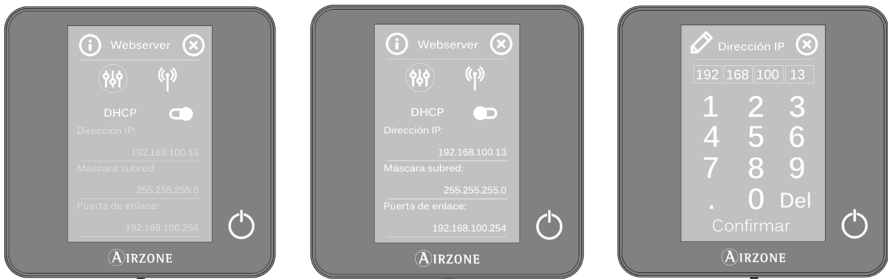 Webserver
DHCP
Dirección IP:
192.168.100.13
Máscara subred:
255.255.255.0
Puerta de enlace:
192.168.100.254
AIRZONE
Webserver
DHCP
Dirección IP:
192.168.100.13
Máscara subred:
255.255.255.0
Puerta de enlace:
192.168.100.254
AIRZONE
Dirección IP
192 168 100 13
1 2 3
4 5 6
7 8 9
. 0 Del
Confirmar
AIRZONE